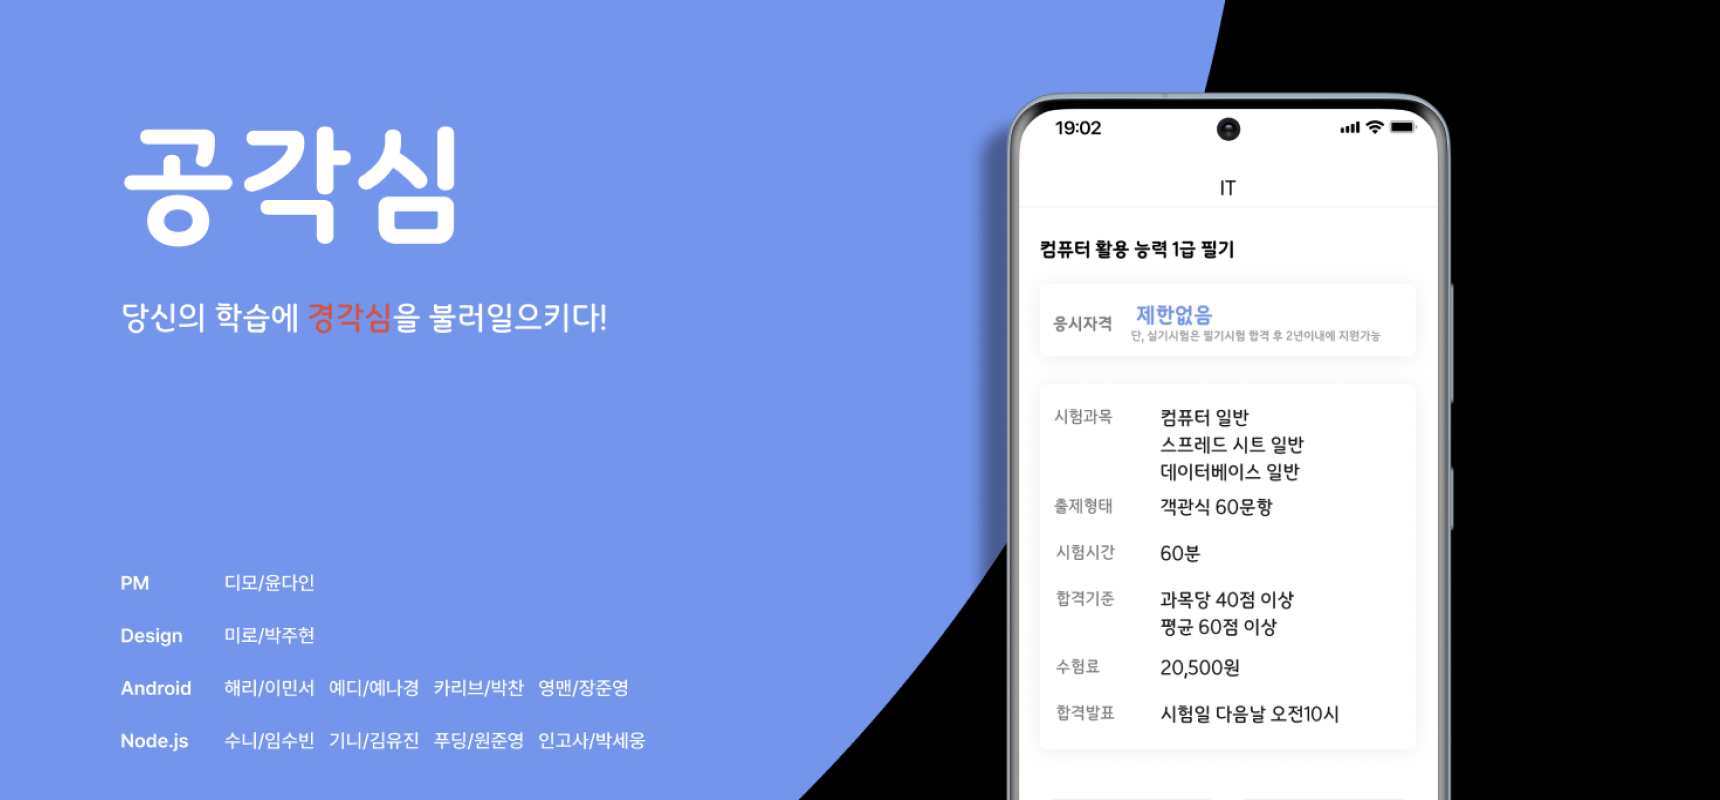 공각심
당신의 학습에 경각심을 불러일으키다!
PM 디모/윤다인
Design 미로/박주현
Android 해리/이민서 예디/예나경 카리브/박찬 영맨/장준영
Node.js 수니/임수빈 기니/김유진 푸딩/원준영 인고사/박세웅
19:02
IT
컴퓨터 활용 능력 1급 필기
응시자격 제한없음
단, 실기시험은 필기시험 합격 후 2년이내에 지원가능
시험과목 컴퓨터 일반
스프레드 시트 일반
데이터베이스 일반
출제형태 객관식 60문항
시험시간 60분
합격기준 과목당 40점 이상
평균 60점 이상
수험료 20,500원
합격발표 시험일 다음날 오전10시